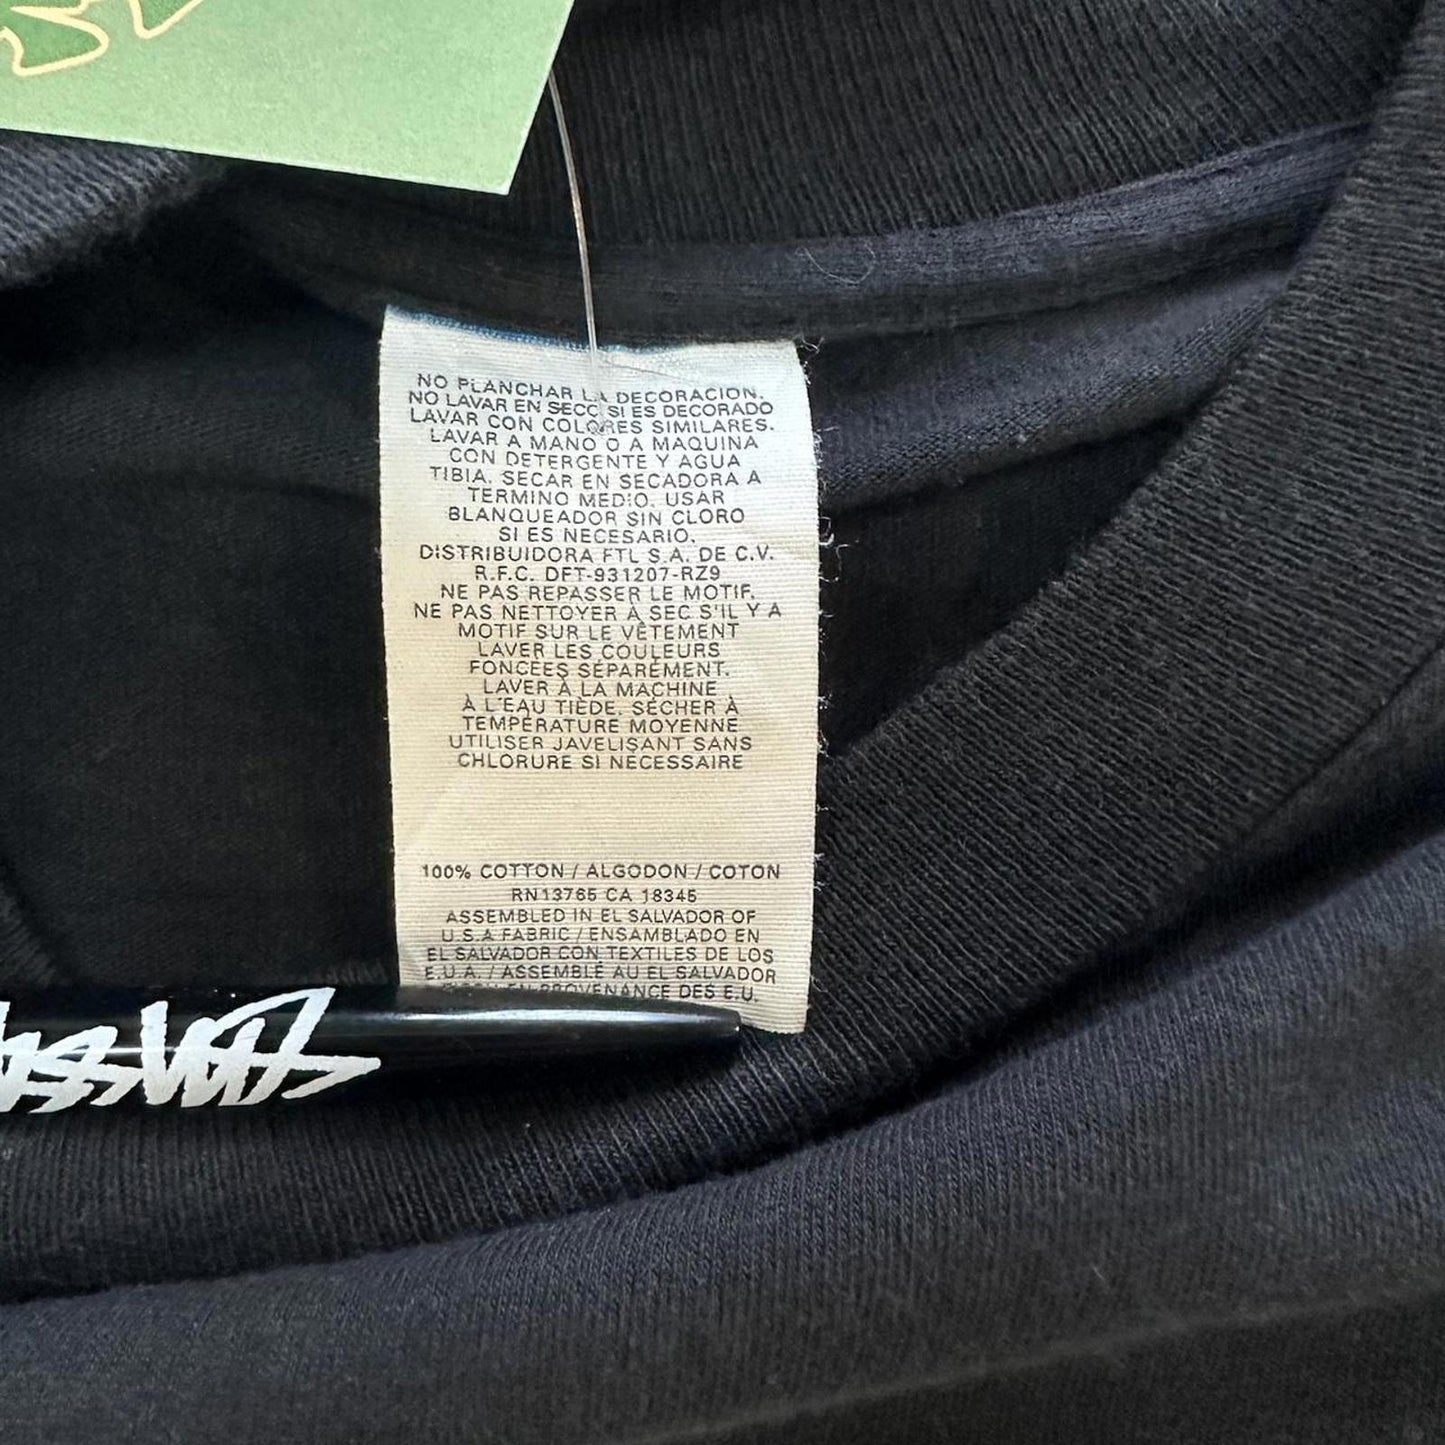 NO PLANCHAR LA DECORACION.
NO LAVAR EN SECO SI ES DECORADO
LAVAR CON COLORES SIMILARES.
LAVAR A MANO O A MAQUINA
CON DETERGENTE Y AGUA
TIBIA. SECAR EN SECADORA A
TERMINO MEDIO. USAR
BLANQUEADOR SIN CLORO
SI ES NECESARIO.
DISTRIBUIDORA FTL S.A. DE C.V.
R.F.C. DFT-931207-RZ9
NE PAS REPASSER LE MOTIF.
NE PAS NETTOYER À SEC S'IL Y A
MOTIF SUR LE VÊTEMENT
LAVER LES COULEURS
FONCÉES SÉPARÉMENT.
LAVER À LA MACHINE
À L'EAU TIÈDE, SÉCHER À
TEMPÉRATURE MOYENNE
UTILISER JAVELISANT SANS
CHLORURE SI NÉCESSAIRE
100% COTTON / ALGODON / COTON
RN13765 CA 18345
ASSEMBLED IN EL SALVADOR OF
U.S.A FABRIC / ENSAMBLADO EN
EL SALVADOR CON TEXTILES DE LOS
E.U.A. / ASSEMBLÉ AU EL SALVADOR
EN PROVENANCE DES E.U.